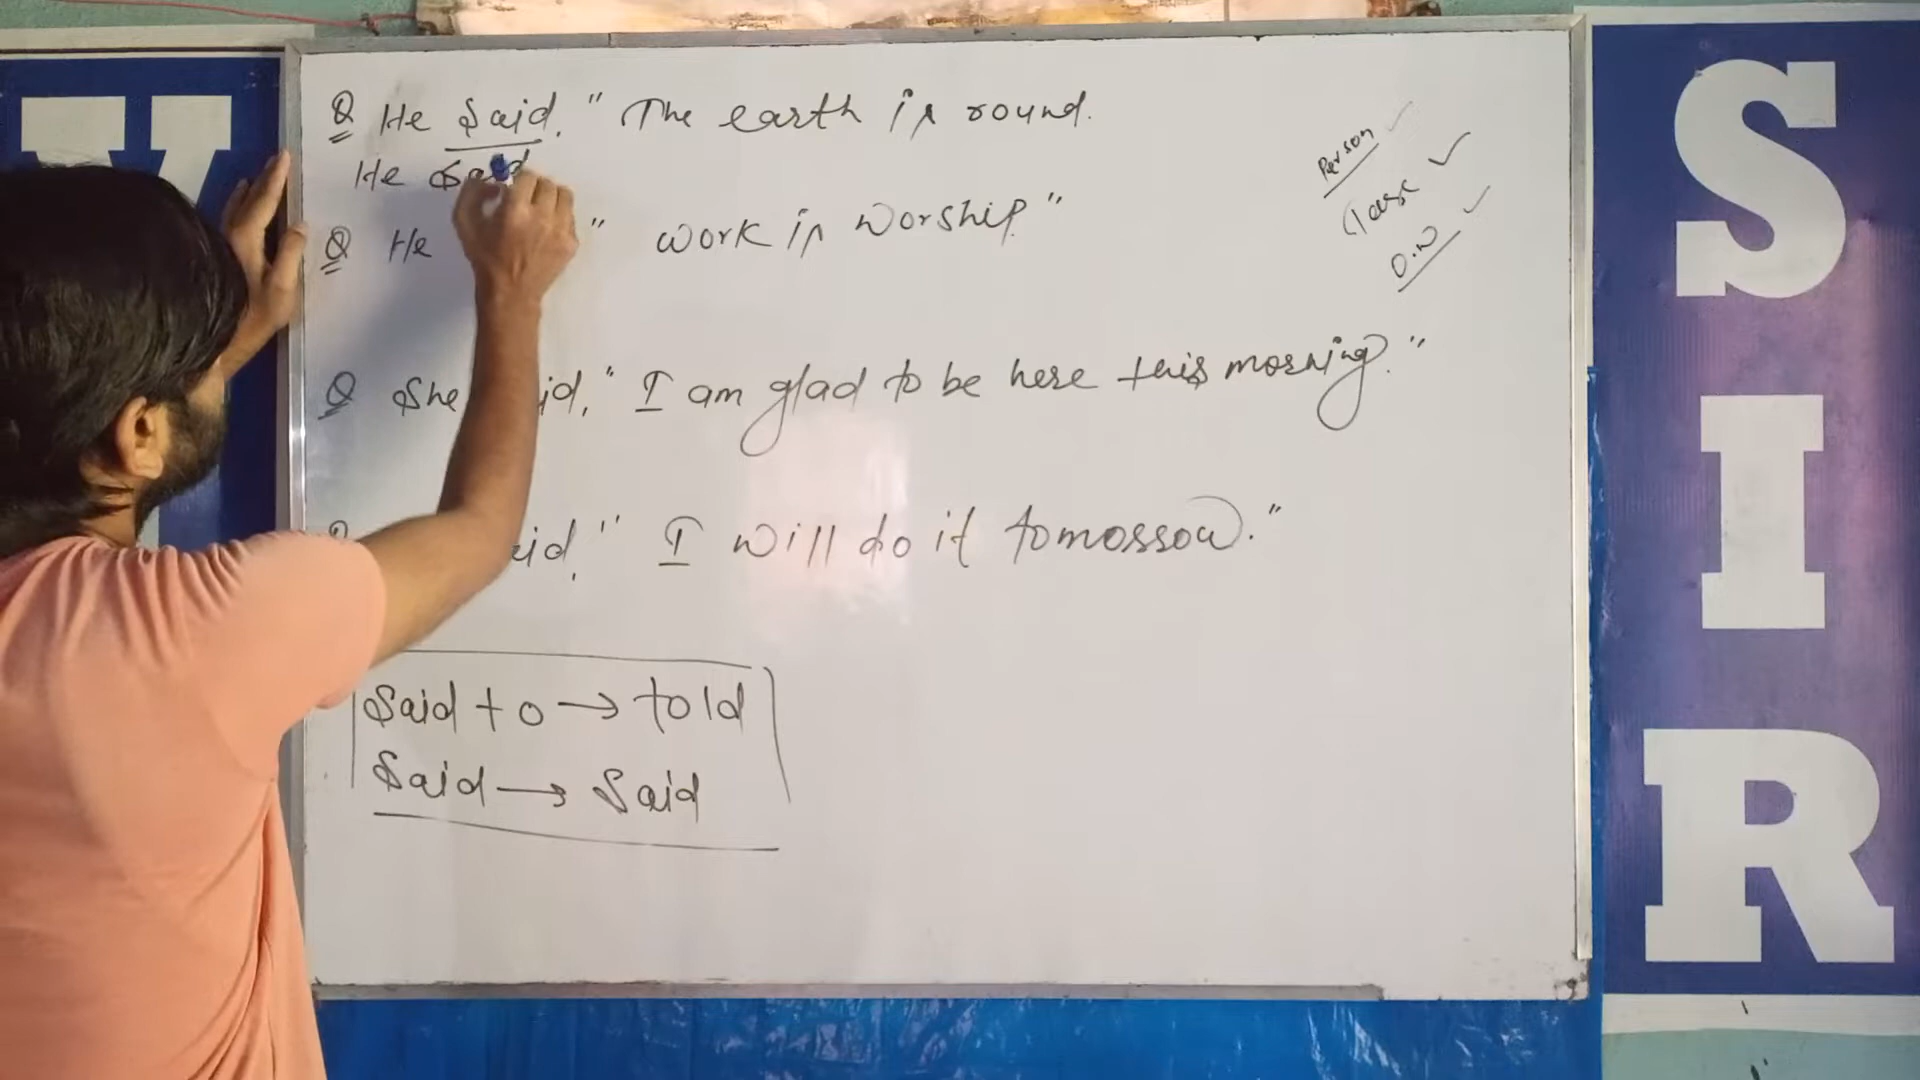 Q He Said, " The earth is round.
He Said
Q He " work is worship "
Q She id, " I am glad to be here this morning. "
id, " I will do it tomorrow. "
Said to → told
Said → Said
Person ✓
✓
D.W ✓
S
I
R